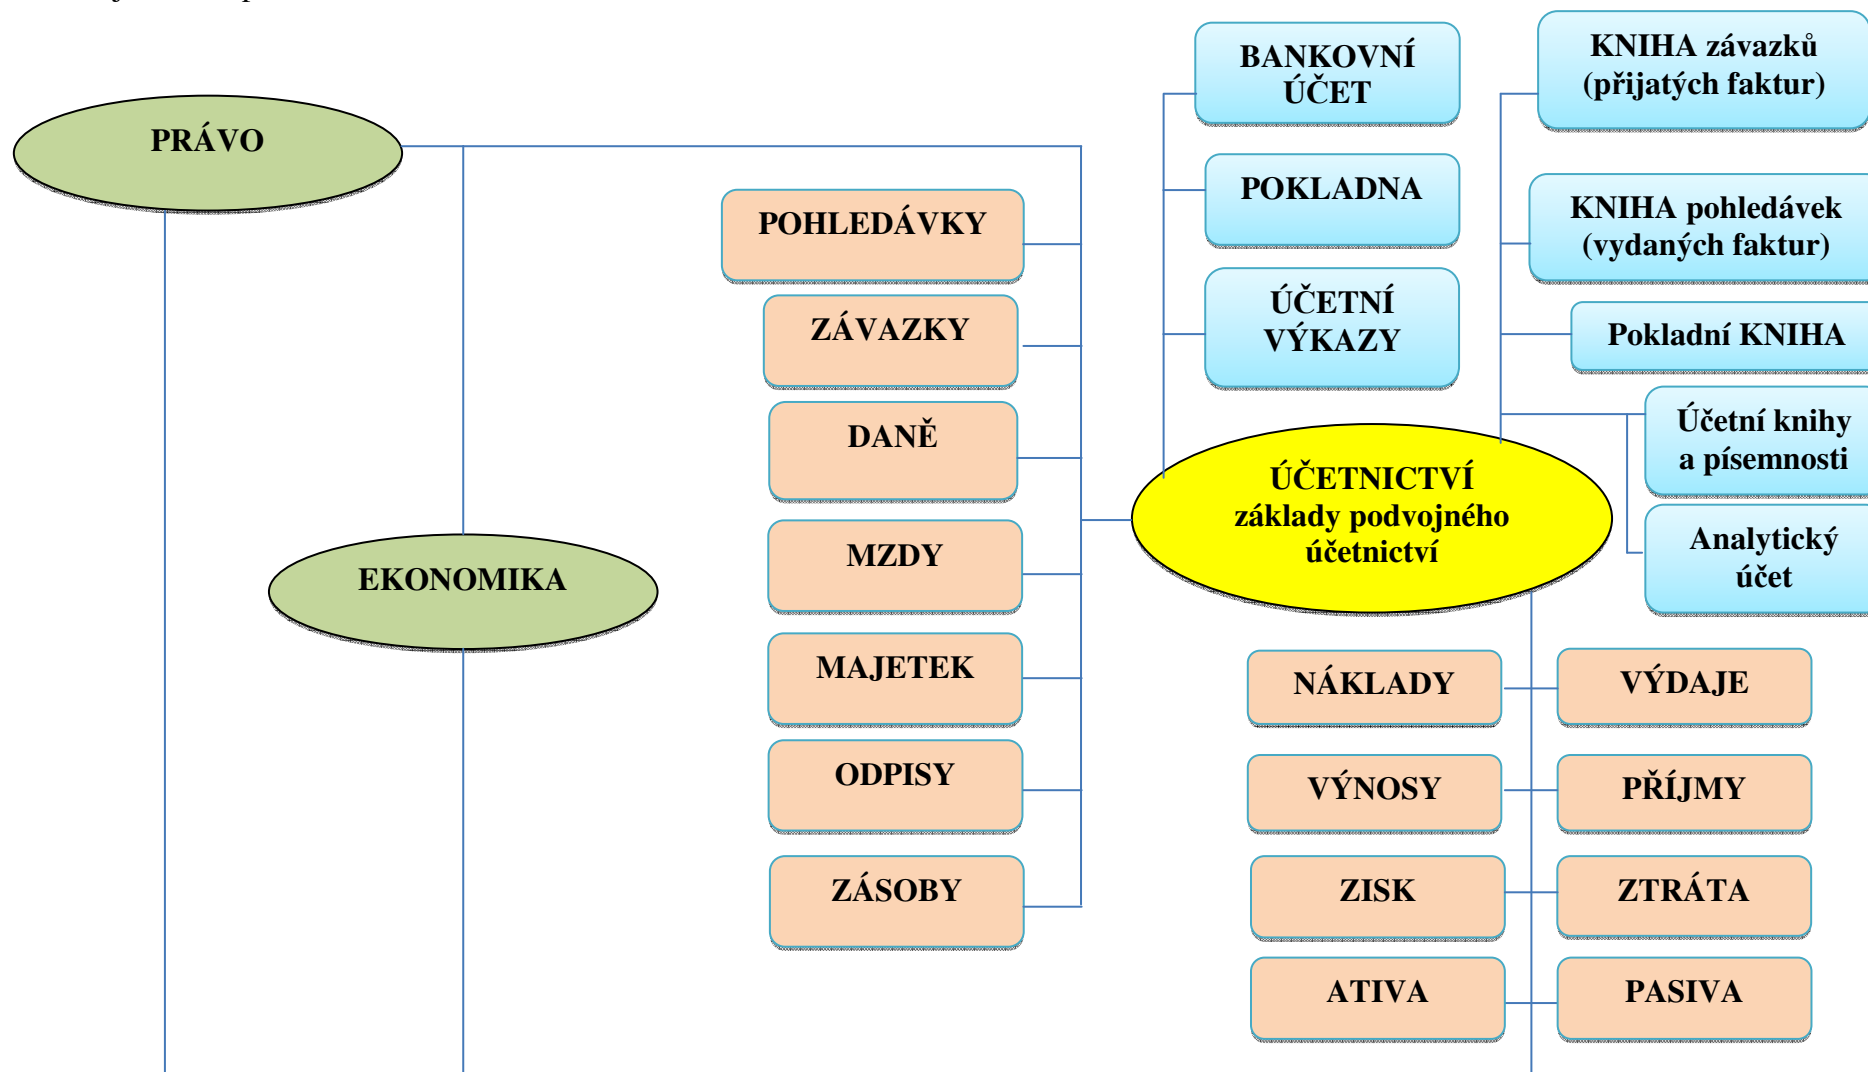 BANKOVNÍ
ÚČET
KNIHA závazků
(přijatých faktur)
PRÁVO
POKLADNA
POHLEDÁVKY
KNIHA pohledávek
(vydaných faktur)
ZÁVAZKY
ÚČETNÍ
VÝKAZY
Pokladní KNIHA
DANĚ
Účetní knihy
a písemnosti
ÚČETNICTVÍ
základy podvojného
účetnictví
MZDY
Analytický
účet
EKONOMIKA
MAJETEK
NÁKLADY
VÝDAJE
ODPISY
VÝNOSY
PŘÍJMY
ZÁSOBY
ZISK
ZTRÁTA
ATIVA
PASIVA